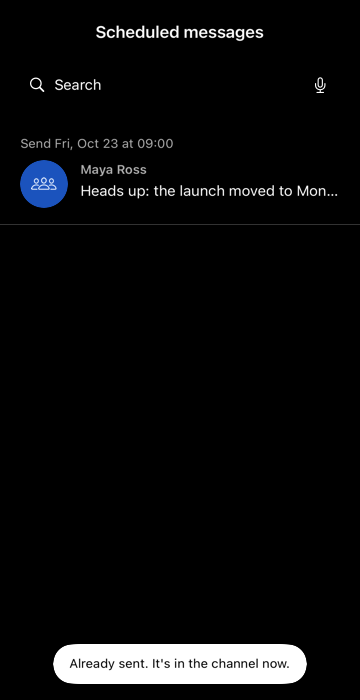 Scheduled messages
Search
Send Fri, Oct 23 at 09:00
Maya Ross
Heads up: the launch moved to Mon...
Already sent. It's in the channel now.